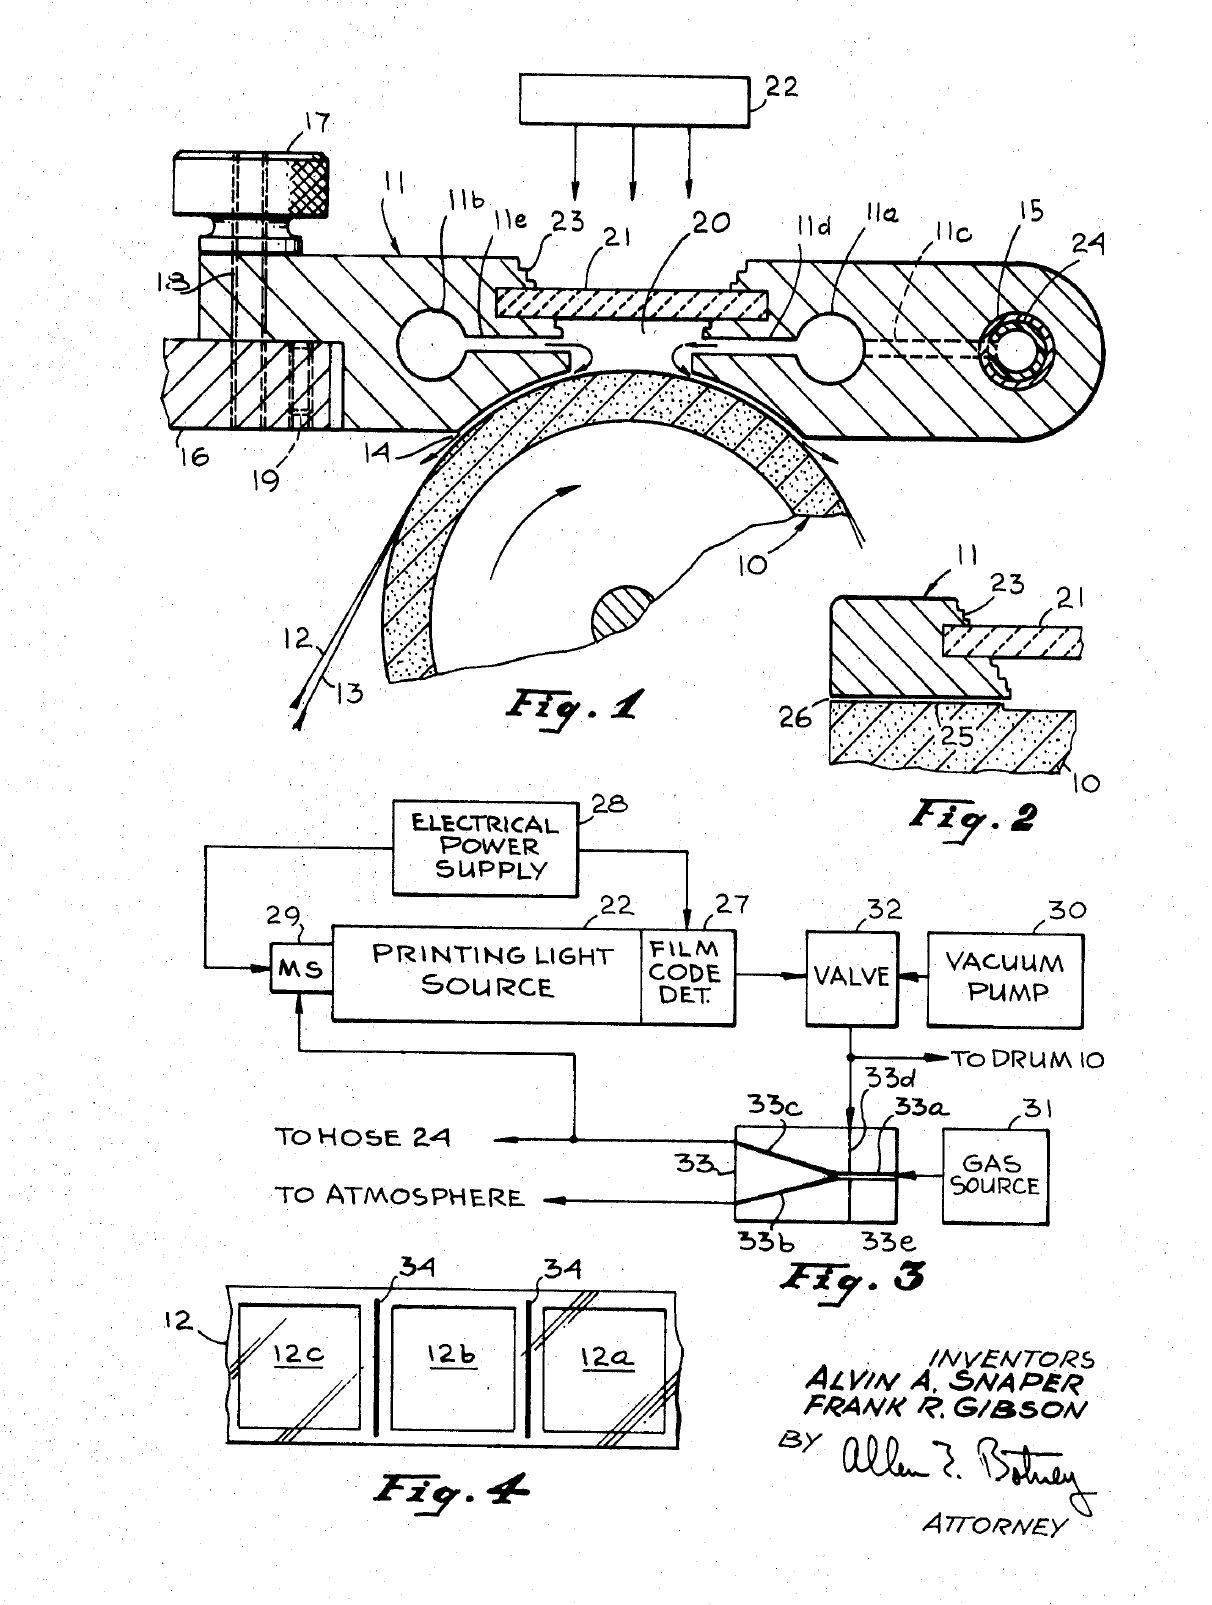 22
17
11
11b
11e
23
21
20
11d
11a
11c
15
24
18
16
19
14
10
12
13
Fig. 1
11
23
21
26
25
10
Fig. 2
28
ELECTRICAL
POWER
SUPPLY
29
22
27
32
30
MS
PRINTING LIGHT
SOURCE
FILM
CODE
DET.
VALVE
VACUUM
PUMP
TO DRUM 10
33d
33c
33a
31
TO HOSE 24
33
GAS
SOURCE
TO ATMOSPHERE
33b
33e
Fig. 3
34
34
12
12c
12b
12a
Fig. 4
INVENTORS
ALVIN A. SNAPER
FRANK R. GIBSON
BY Allen E. Botney
ATTORNEY